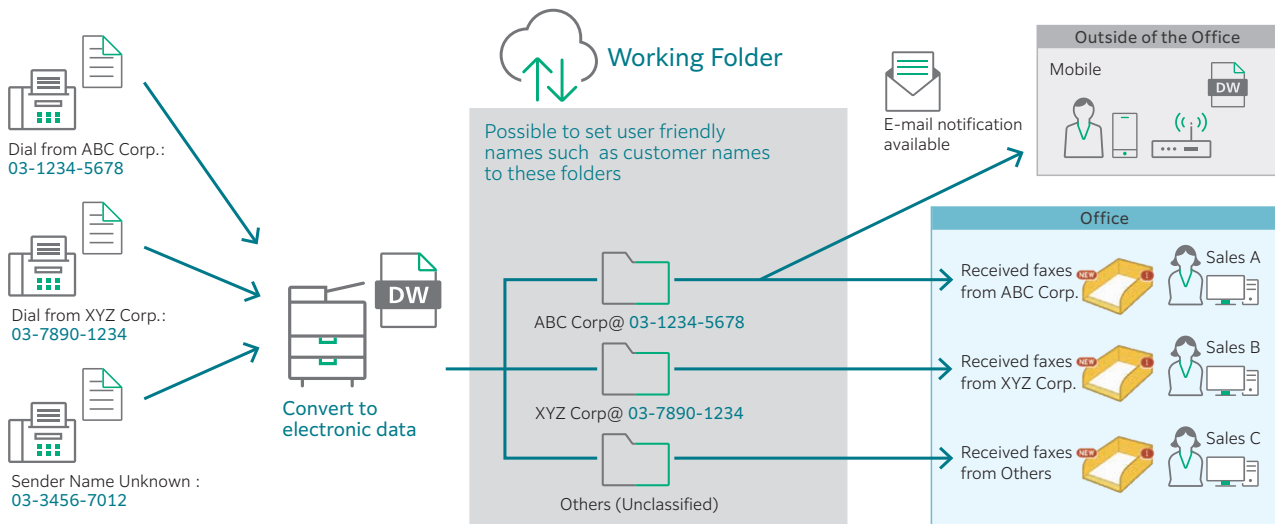 Dial from ABC Corp.:
03-1234-5678
Dial from XYZ Corp.:
03-7890-1234
Sender Name Unknown :
03-3456-7012
DW
Convert to
electronic data
Working Folder
Possible to set user friendly
names such as customer names
to these folders
ABC Corp@ 03-1234-5678
XYZ Corp@ 03-7890-1234
Others (Unclassified)
E-mail notification
available
Outside of the Office
Mobile
DW
Office
Received faxes
from ABC Corp.
NEW
1
Sales A
Received faxes
from XYZ Corp.
NEW
1
Sales B
Received faxes
from Others
NEW
1
Sales C